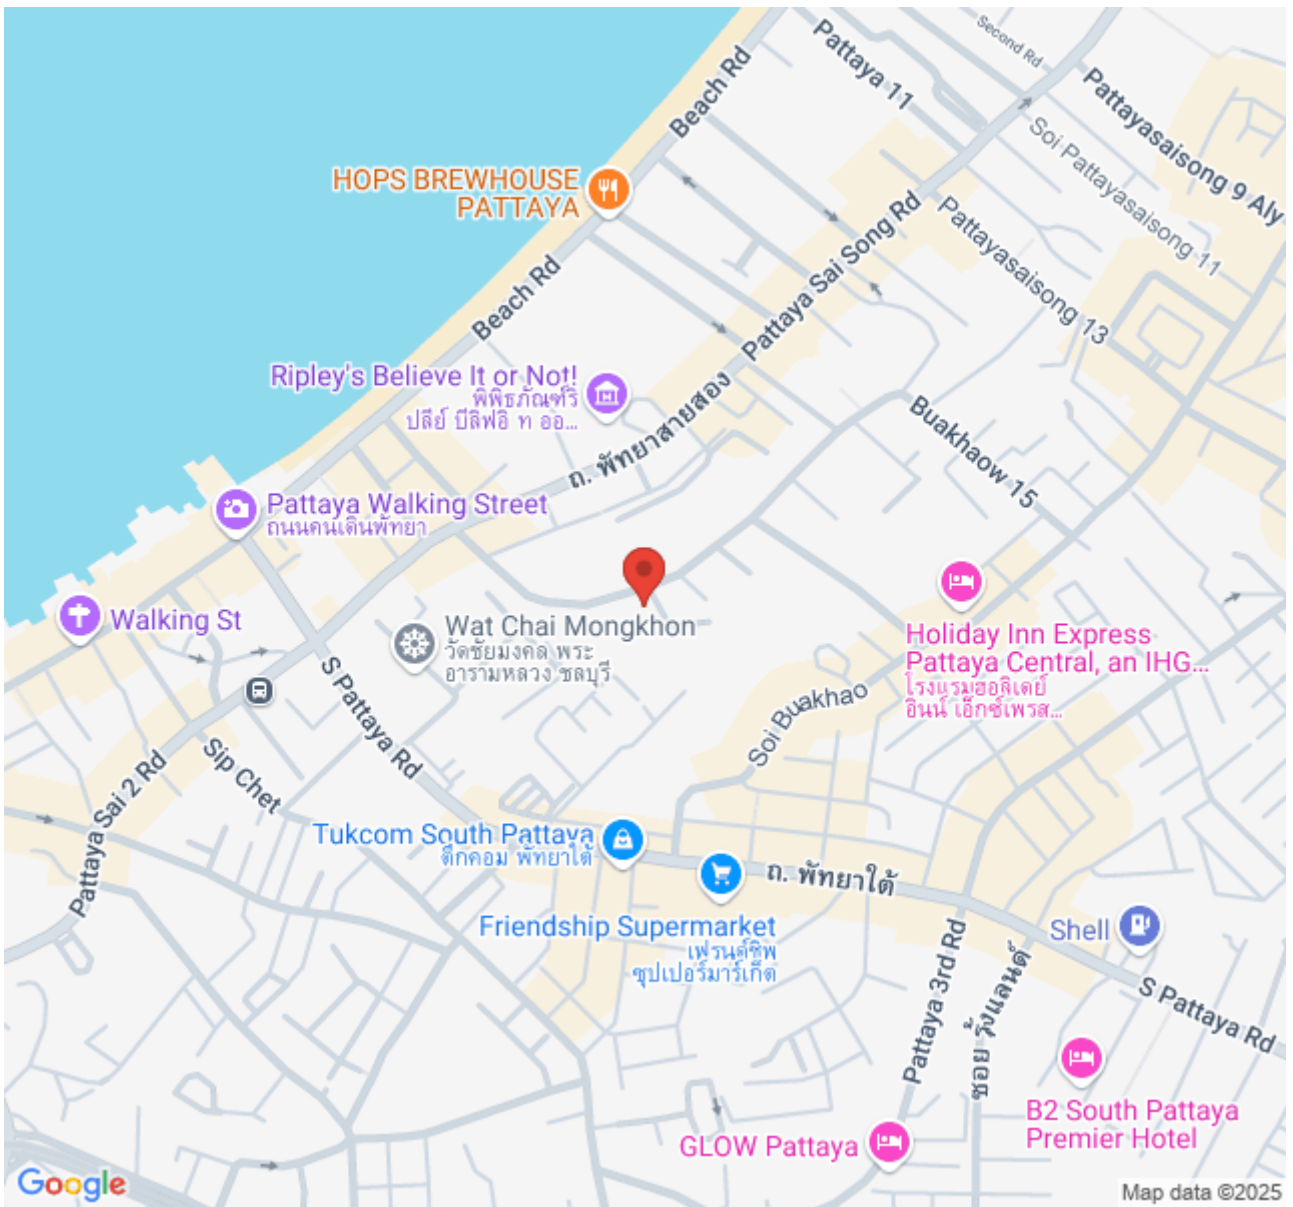 Second Rd
Pattaya 11
Beach Rd
Pattayasaisong 9 Aly
Soi Pattayasaisong 11
HOPS BREWHOUSE
PATTAYA
Pattaya Sai Song Rd
Pattayasaisong 13
Beach Rd
Ripley's Believe It or Not!
พิพิธภัณฑ์ริ
ปลีย์ บีลีฟอิ ท ออ...
ถ. พัทยาสายสอง
Buakhaow 15
Pattaya Walking Street
ถนนคนเดินพัทยา
Walking St
Wat Chai Mongkhon
วัดชัยมงคล พระ
อารามหลวง ชลบุรี
Holiday Inn Express
Pattaya Central, an IHG...
โรงแรมฮอลิเดย์
อินน์ เอ็กซ์เพรส...
S Pattaya Rd
Soi Buakhao
Sip Chet
Pattaya Sai 2 Rd
Tukcom South Pattaya
ตึกคอม พัทยาใต้
ถ. พัทยาใต้
Friendship Supermarket
เฟรนด์ชิพ
ซุปเปอร์มาร์เก็ต
Shell
Pattaya 3rd Rd
ซอย วู้ดแลนด์
S Pattaya Rd
B2 South Pattaya
Premier Hotel
GLOW Pattaya
Google
Map data ©2025